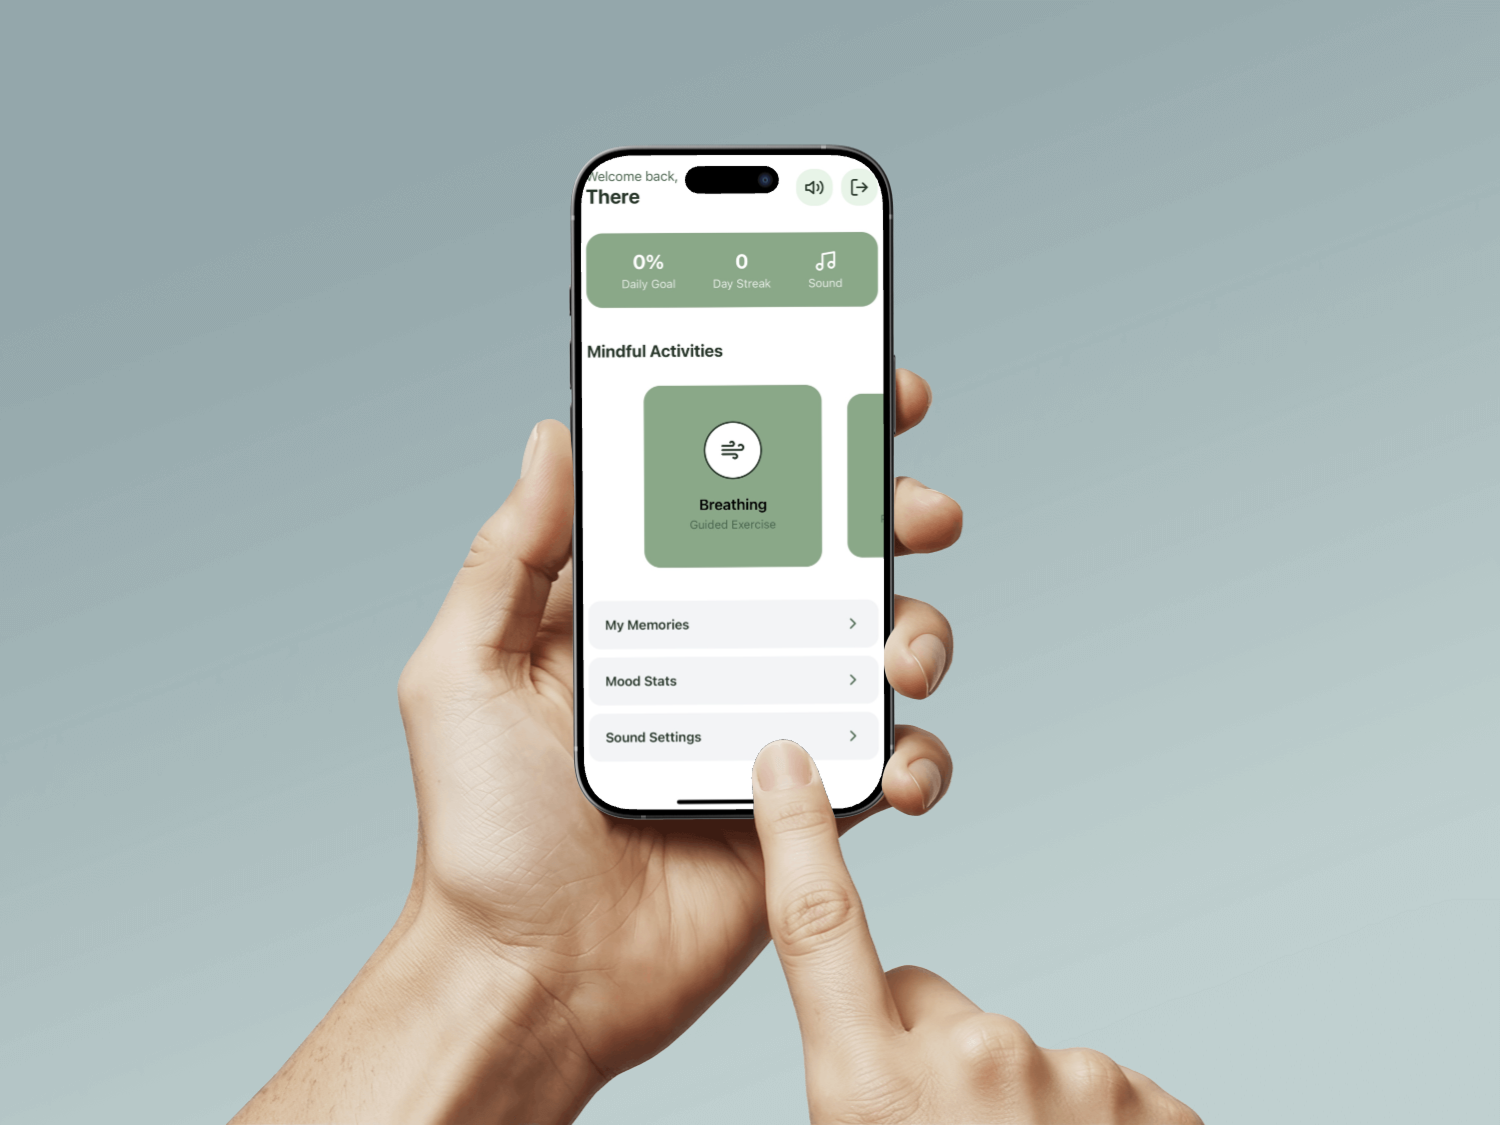 Welcome back,
There
0%
0
Daily Goal
Day Streak
Sound
Mindful Activities
Breathing
Guided Exercise
My Memories
Mood Stats
Sound Settings